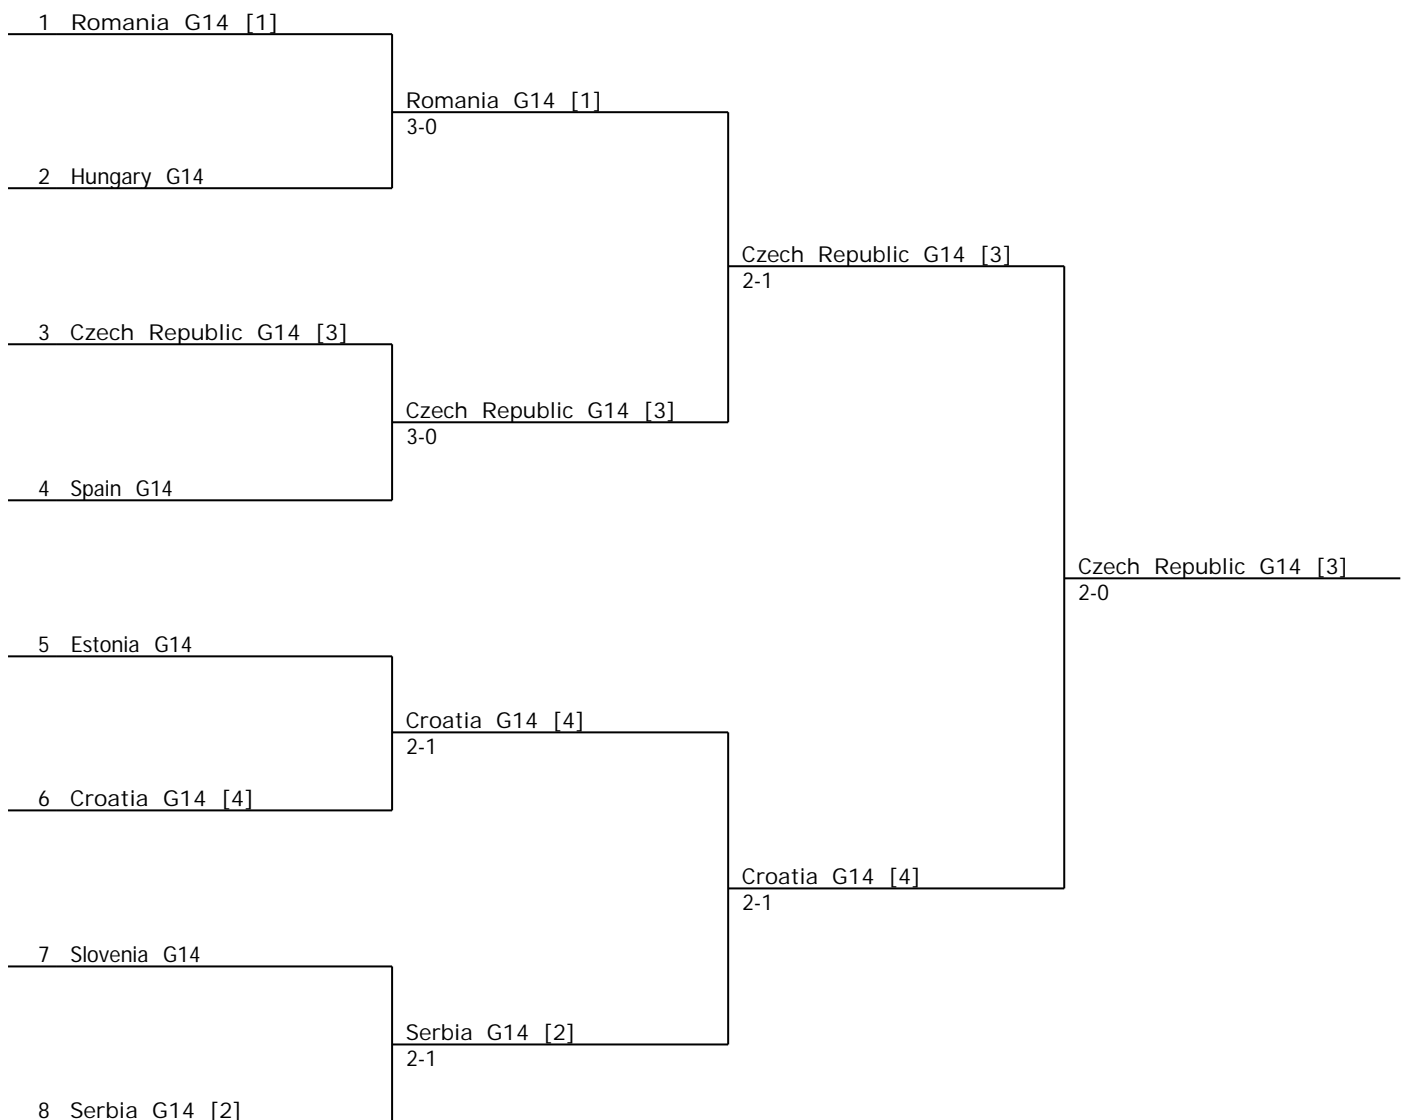 1 Romania G14 [1]
Romania G14 [1]
3-0
2 Hungary G14
Czech Republic G14 [3]
2-1
3 Czech Republic G14 [3]
Czech Republic G14 [3]
3-0
4 Spain G14
Czech Republic G14 [3]
2-0
5 Estonia G14
Croatia G14 [4]
2-1
6 Croatia G14 [4]
Croatia G14 [4]
2-1
7 Slovenia G14
Serbia G14 [2]
2-1
8 Serbia G14 [2]